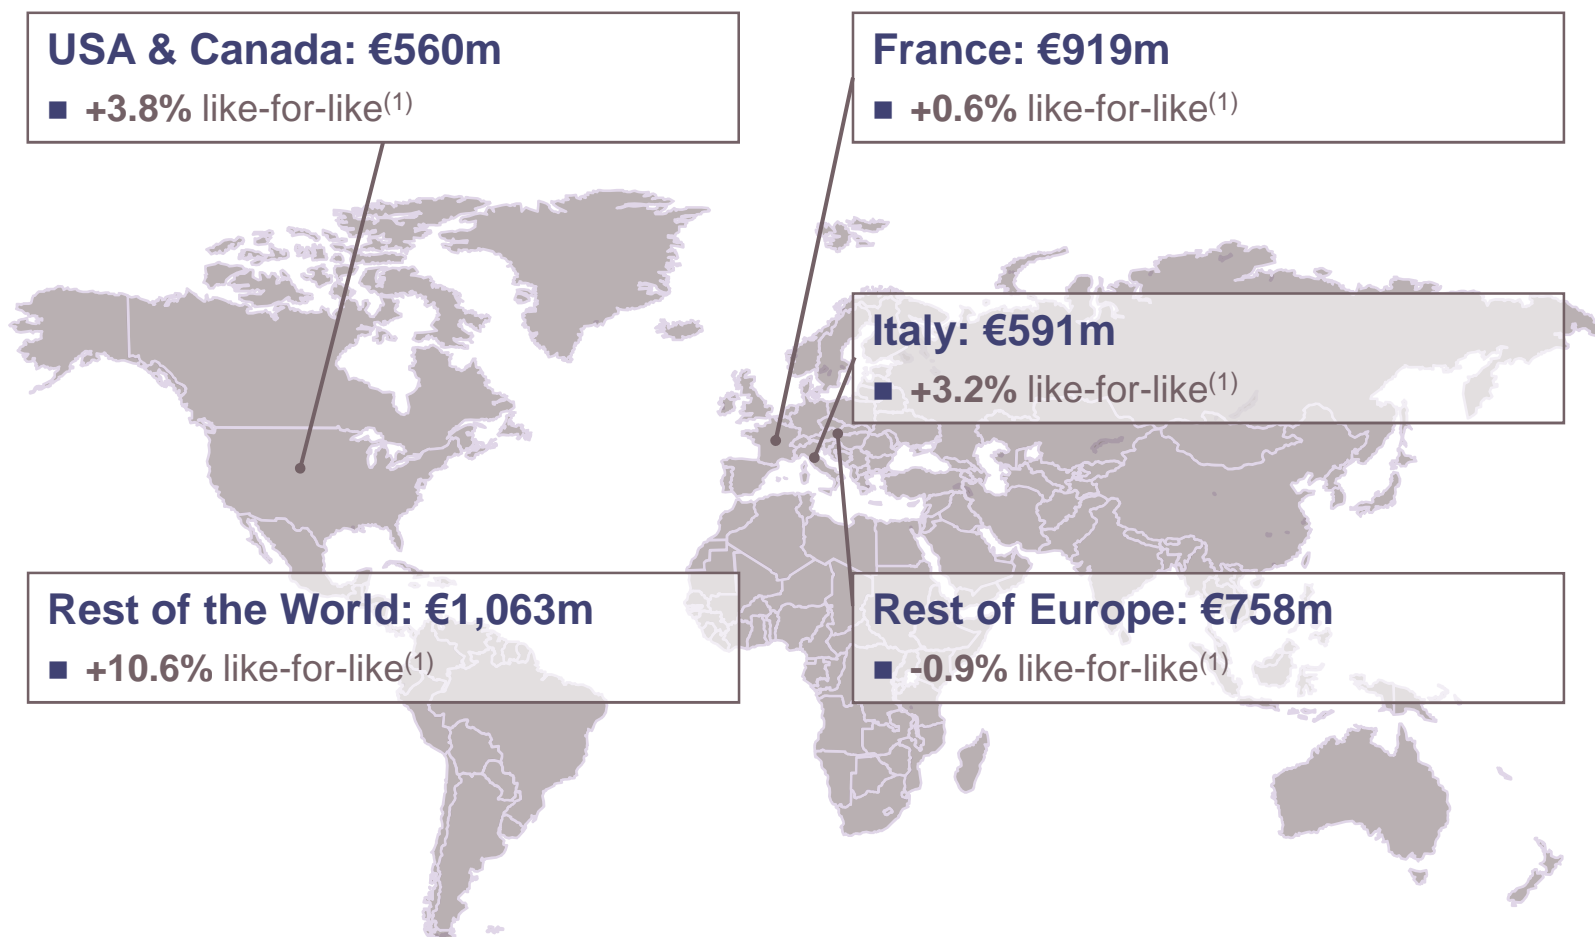 USA & Canada: €560m
■ +3.8% like-for-like(1)
France: €919m
■ +0.6% like-for-like(1)
Italy: €591m
■ +3.2% like-for-like(1)
Rest of the World: €1,063m
■ +10.6% like-for-like(1)
Rest of Europe: €758m
■ -0.9% like-for-like(1)